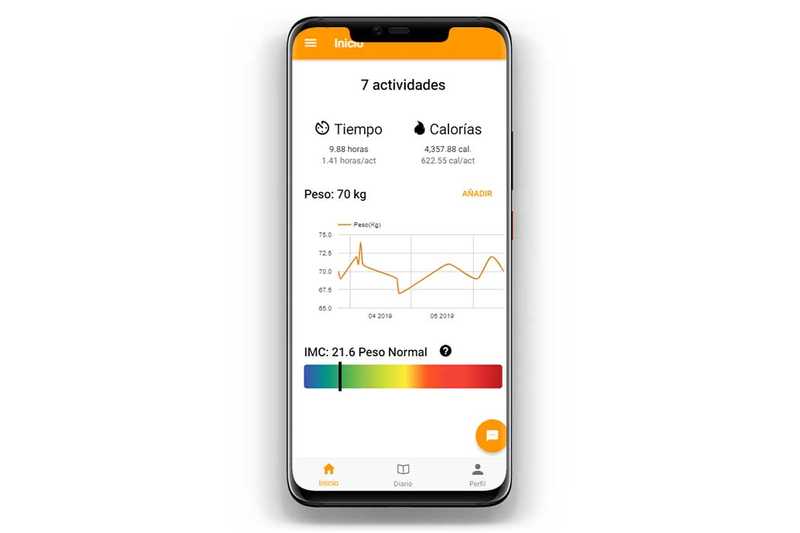 Inicio
7 actividades
Tiempo
Calorías
9.88 horas
4,357.88 cal.
1.41 horas/act
622.55 cal/act
Peso: 70 kg
AÑADIR
Peso(Kg)
75.0
72.5
70.0
67.5
65.0
04 2019
05 2019
IMC: 21.6 Peso Normal
Inicio
Diario
Perfil